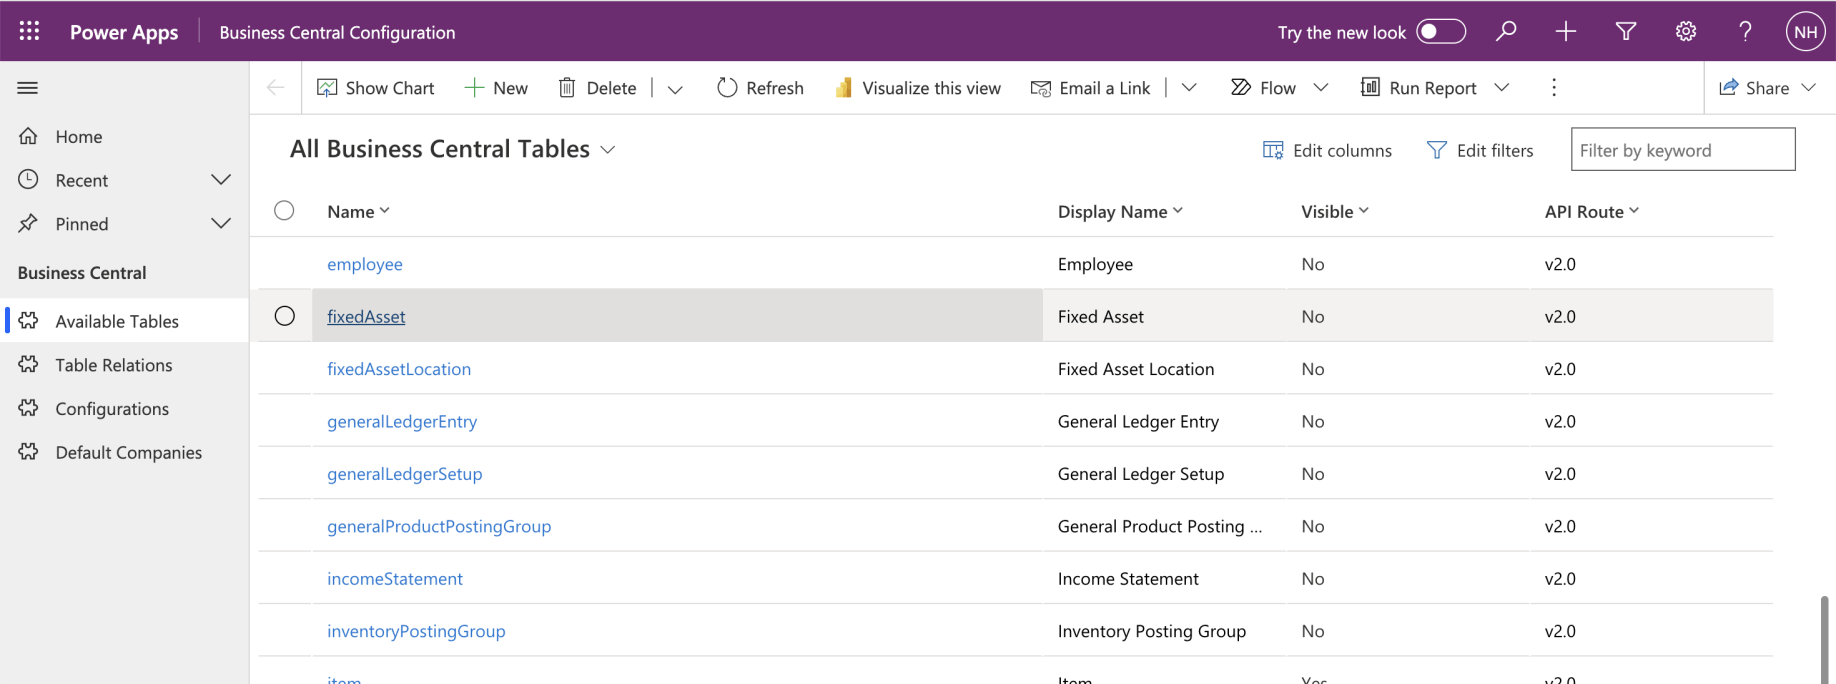 Power Apps Business Central Configuration Try the new look NH
Show Chart New Delete Refresh Visualize this view Email a Link Flow Run Report Share
Home
Recent
Pinned
Business Central
Available Tables
Table Relations
Configurations
Default Companies
All Business Central Tables Edit columns Edit filters Filter by keyword
Name Display Name Visible API Route
employee Employee No v2.0
fixedAsset Fixed Asset No v2.0
fixedAssetLocation Fixed Asset Location No v2.0
generalLedgerEntry General Ledger Entry No v2.0
generalLedgerSetup General Ledger Setup No v2.0
generalProductPostingGroup General Product Posting ... No v2.0
incomeStatement Income Statement No v2.0
inventoryPostingGroup Inventory Posting Group No v2.0
item Item Yes v2.0